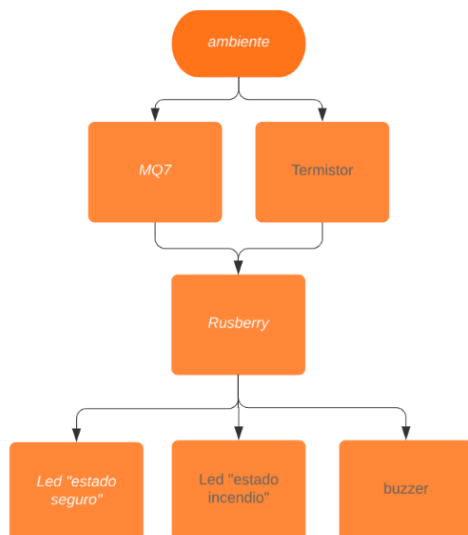 ambiente
MQ7
Termistor
Rusberry
Led "estado
seguro"
Led "estado
incendio"
buzzer